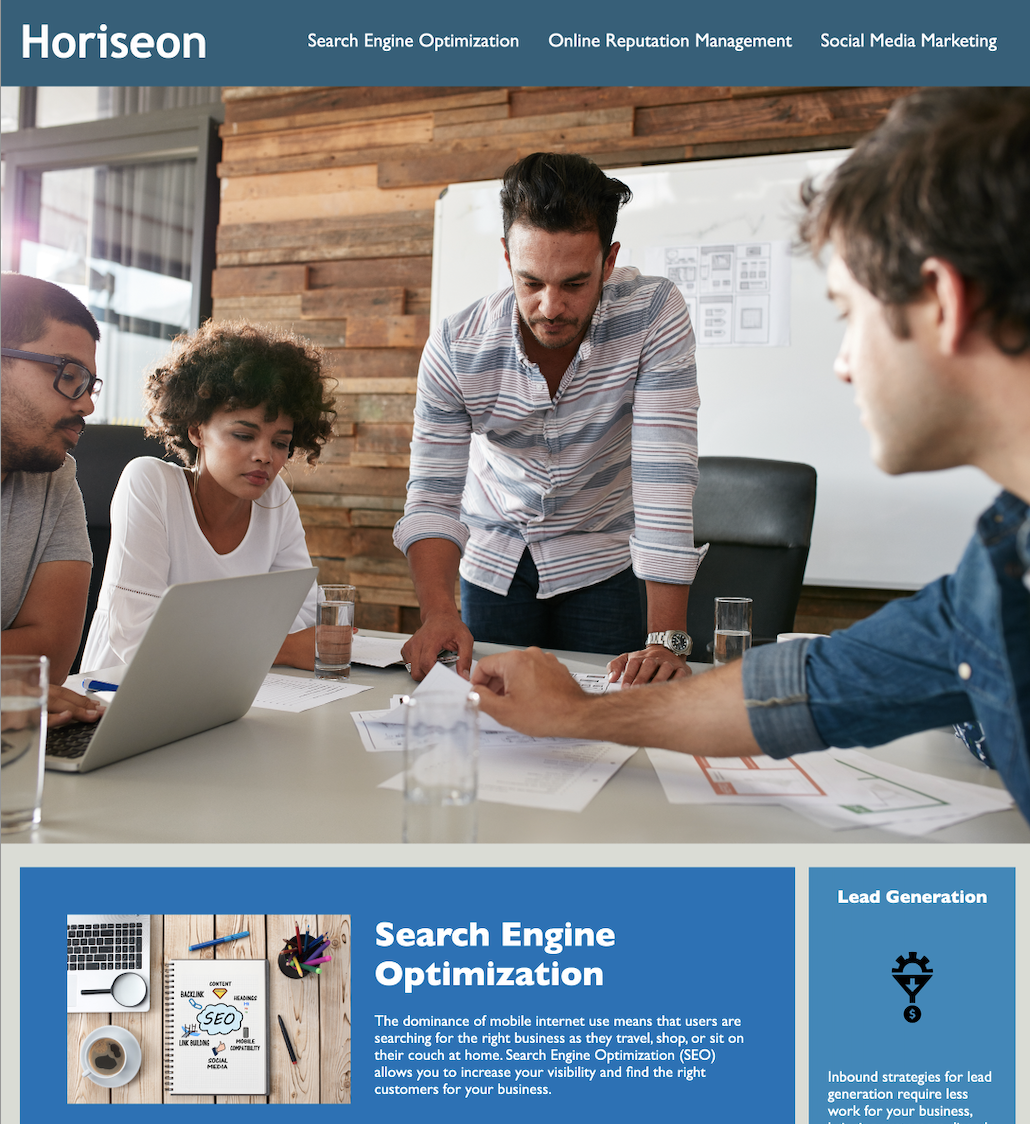 Horiseon
Search Engine Optimization
Online Reputation Management
Social Media Marketing
CONTENT
BACKLINK
HEADINGS
SEO
LINK BUILDING
MOBILE
COMPATIBILITY
SOCIAL
MEDIA
Search Engine
Optimization
The dominance of mobile internet use means that users are
searching for the right business as they travel, shop, or sit on
their couch at home. Search Engine Optimization (SEO)
allows you to increase your visibility and find the right
customers for your business.
Lead Generation
$
Inbound strategies for lead
generation require less
work for your business,